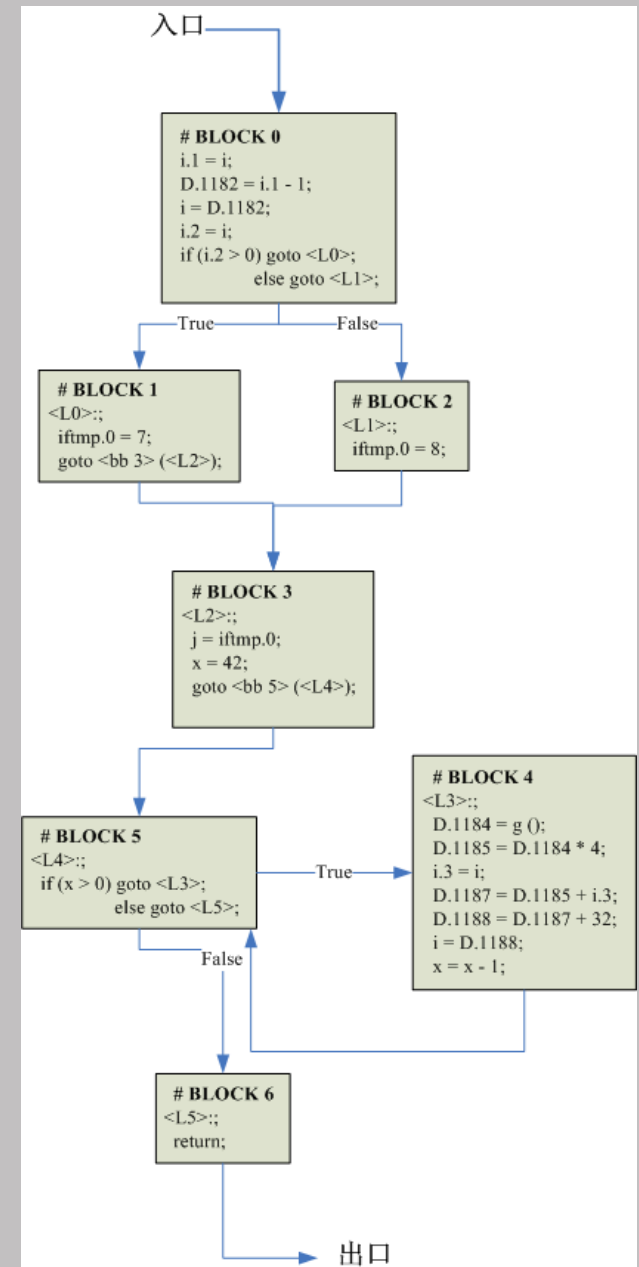 入口
# BLOCK 0
i.1 = i;
D.1182 = i.1 - 1;
i = D.1182;
i.2 = i;
if (i.2 > 0) goto <L0>;
else goto <L1>;
True
False
# BLOCK 1
<L0>:;
iftmp.0 = 7;
goto <bb 3> (<L2>);
# BLOCK 2
<L1>:;
iftmp.0 = 8;
# BLOCK 3
<L2>:;
j = iftmp.0;
x = 42;
goto <bb 5> (<L4>);
# BLOCK 5
<L4>:;
if (x > 0) goto <L3>;
else goto <L5>;
True
# BLOCK 4
<L3>:;
D.1184 = g ();
D.1185 = D.1184 * 4;
i.3 = i;
D.1187 = D.1185 + i.3;
D.1188 = D.1187 + 32;
i = D.1188;
x = x - 1;
False
# BLOCK 6
<L5>:;
return;
出口